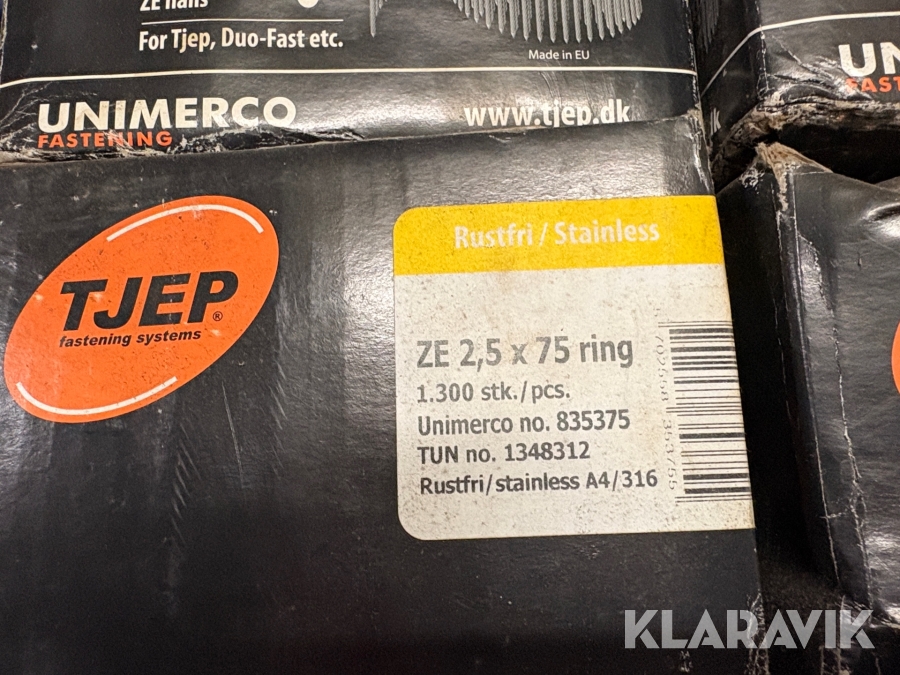 ZE nails
For Tjep, Duo-Fast etc.
Made in EU
UNIMERCO
FASTENING
www.tjep.dk
UN
FAST
TJEP®
fastening systems
Rustfri / Stainless
ZE 2,5 x 75 ring
1.300 stk./pcs.
Unimerco no. 835375
TUN no. 1348312
Rustfri/stainless A4/316
KLARAVIK